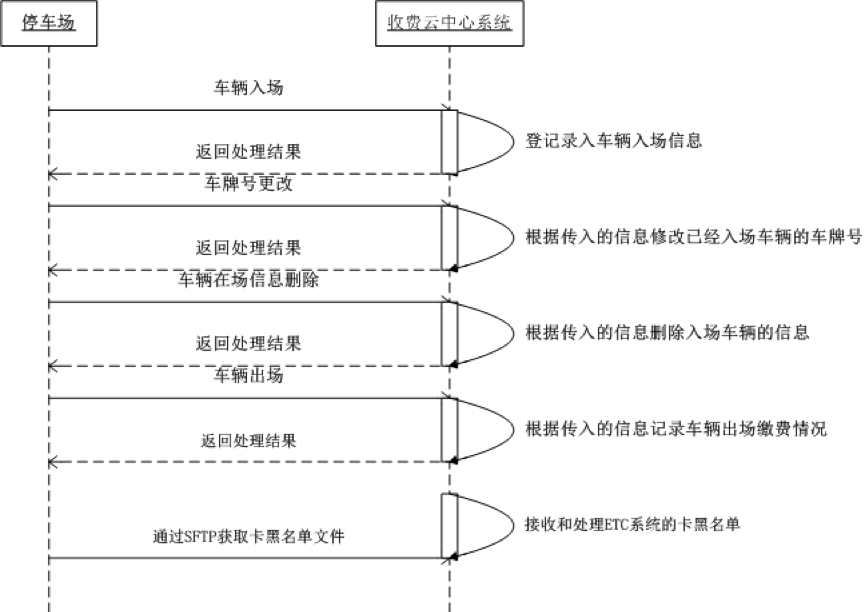 停车场
收费云中心系统
车辆入场
登记录入车辆入场信息
返回处理结果
车牌号更改
根据传入的信息修改已经入场车辆的车牌号
返回处理结果
车辆在场信息删除
根据传入的信息删除入场车辆的信息
返回处理结果
车辆出场
根据传入的信息记录车辆出场缴费情况
返回处理结果
接收和处理ETC系统的卡黑名单
通过SFTP获取卡黑名单文件